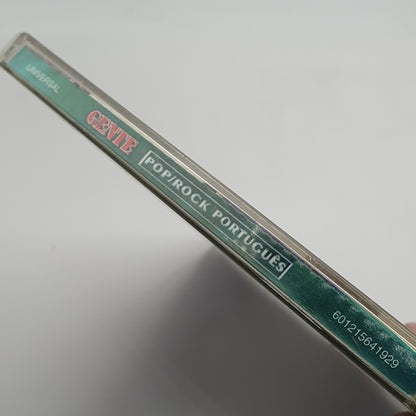 UNIVERSAL
GENTE
POP/ROCK PORTUGUÊS
601215641929